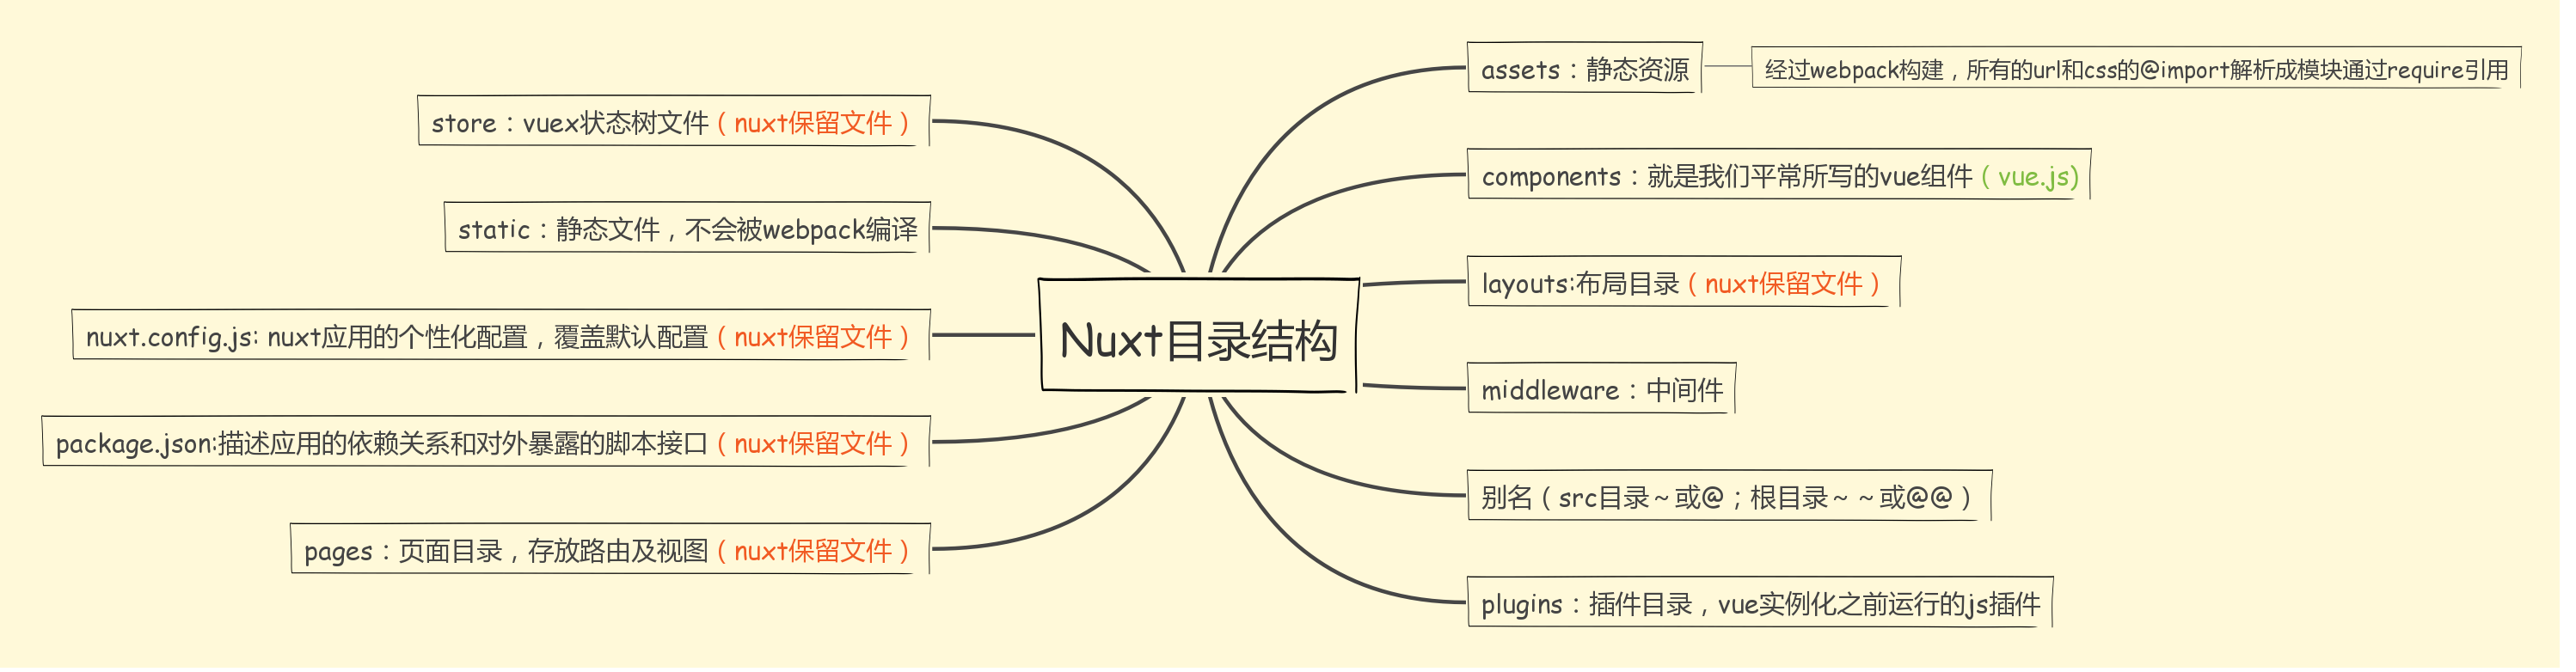 Nuxt目录结构
assets：静态资源
经过webpack构建，所有的url和css的@import解析成模块通过require引用
components：就是我们平常所写的vue组件（vue.js)
layouts:布局目录（nuxt保留文件）
middleware：中间件
别名（src目录~或@；根目录~~或@@）
plugins：插件目录，vue实例化之前运行的js插件
store：vuex状态树文件（nuxt保留文件）
static：静态文件，不会被webpack编译
nuxt.config.js: nuxt应用的个性化配置，覆盖默认配置（nuxt保留文件）
package.json:描述应用的依赖关系和对外暴露的脚本接口（nuxt保留文件）
pages：页面目录，存放路由及视图（nuxt保留文件）